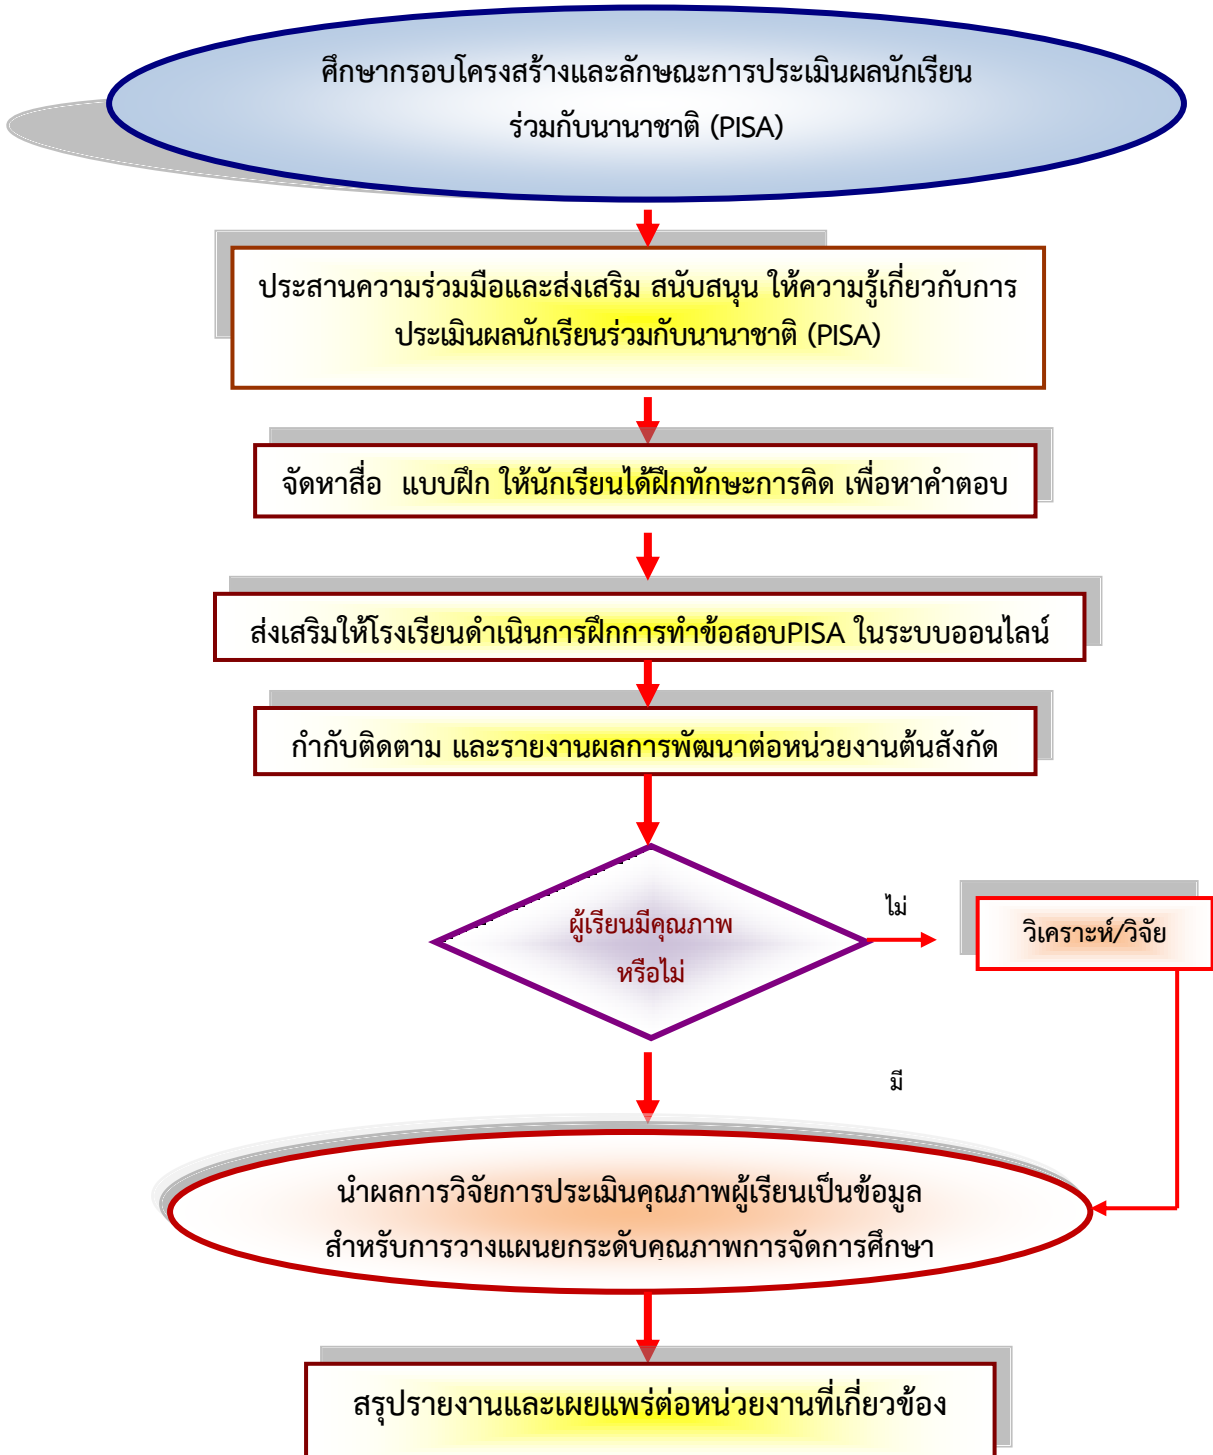 ศึกษากรอบโครงสร้างและลักษณะการประเมินผลนักเรียน
ร่วมกับนานาชาติ (PISA)
ประสานความร่วมมือและส่งเสริม สนับสนุน ให้ความรู้เกี่ยวกับการ
ประเมินผลนักเรียนร่วมกับนานาชาติ (PISA)
จัดหาสื่อ แบบฝึก ให้นักเรียนได้ฝึกทักษะการคิด เพื่อหาคำตอบ
ส่งเสริมให้โรงเรียนดำเนินการฝึกการทำข้อสอบPISA ในระบบออนไลน์
กำกับติดตาม และรายงานผลการพัฒนาต่อหน่วยงานต้นสังกัด
ผู้เรียนมีคุณภาพ
หรือไม่
ไม่
วิเคราะห์/วิจัย
มี
นำผลการวิจัยการประเมินคุณภาพผู้เรียนเป็นข้อมูล
สำหรับการวางแผนยกระดับคุณภาพการจัดการศึกษา
สรุปรายงานและเผยแพร่ต่อหน่วยงานที่เกี่ยวข้อง